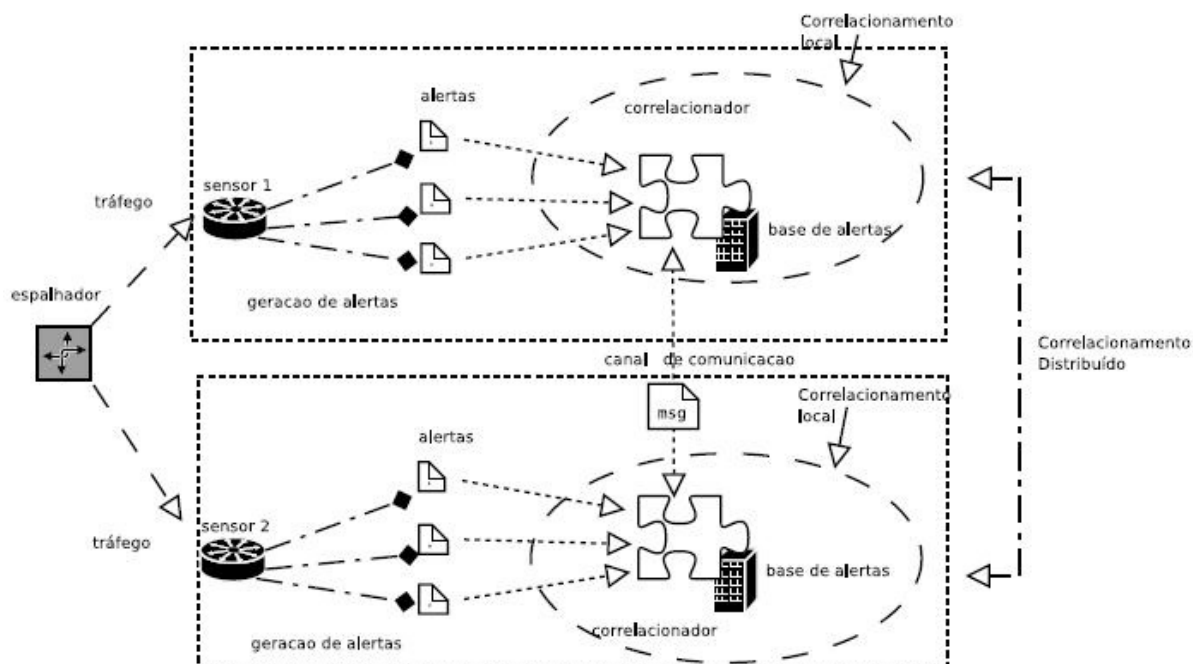 Correlacionamento
local
alertas
correlacionador
sensor 1
tráfego
base de alertas
espalhador
geracao de alertas
canal de comunicacao
Correlacionamento
Distribuído
msg
Correlacionamento
local
alertas
sensor 2
tráfego
base de alertas
correlacionador
geracao de alertas